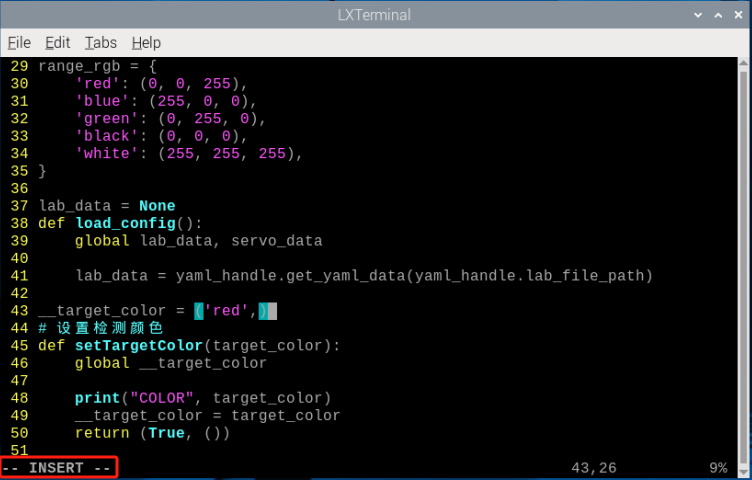 LXTerminal
File Edit Tabs Help
29 range_rgb = {
30     'red': (0, 0, 255),
31     'blue': (255, 0, 0),
32     'green': (0, 255, 0),
33     'black': (0, 0, 0),
34     'white': (255, 255, 255),
35 }
36
37 lab_data = None
38 def load_config():
39     global lab_data, servo_data
40
41     lab_data = yaml_handle.get_yaml_data(yaml_handle.lab_file_path)
42
43 __target_color = ('red',)
44 # 设置检测颜色
45 def setTargetColor(target_color):
46     global __target_color
47
48     print("COLOR", target_color)
49     __target_color = target_color
50     return (True, ())
51
-- INSERT -- 43,26 9%